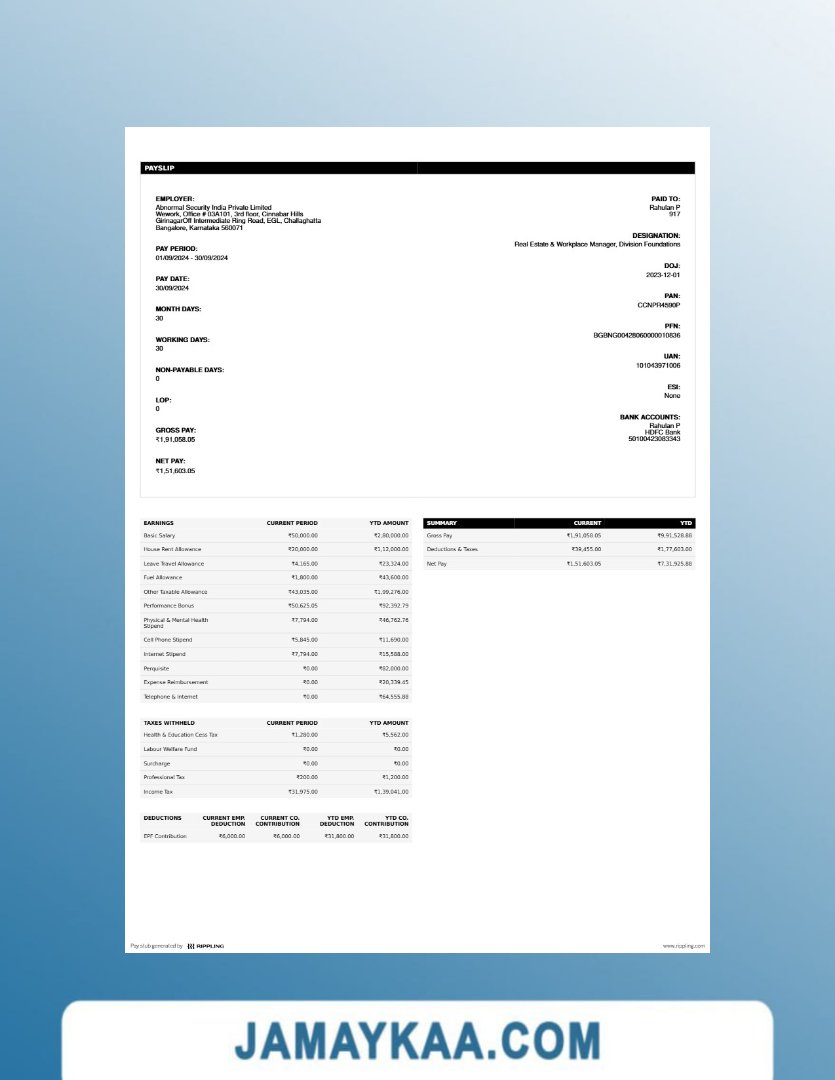 PAYSLIP
EMPLOYER:
Abnormal Security India Private Limited
Wework, Office # 03A101, 3rd floor, Cinnabar Hills
GirinagarOff Intermediate Ring Road, EGL, Challaghatta
Bangalore, Karnataka 560071
PAY PERIOD:
01/09/2024 - 30/09/2024
PAY DATE:
30/09/2024
MONTH DAYS:
30
WORKING DAYS:
30
NON-PAYABLE DAYS:
0
LOP:
0
GROSS PAY:
₹1,91,058.05
NET PAY:
₹1,51,603.05
PAID TO:
Rahulan P
917
DESIGNATION:
Real Estate & Workplace Manager, Division Foundations
DOJ:
2023-12-01
PAN:
CCNPR4590P
PFN:
BGBNG00428060000010836
UAN:
101043971006
ESI:
None
BANK ACCOUNTS:
Rahulan P
HDFC Bank
50100423083343
EARNINGS CURRENT PERIOD YTD AMOUNT
Basic Salary ₹50,000.00 ₹2,80,000.00
House Rent Allowance ₹20,000.00 ₹1,12,000.00
Leave Travel Allowance ₹4,165.00 ₹23,324.00
Fuel Allowance ₹1,800.00 ₹43,600.00
Other Taxable Allowance ₹43,035.00 ₹1,99,276.00
Performance Bonus ₹50,625.05 ₹92,392.79
Physical & Mental Health
Stipend ₹7,794.00 ₹46,762.76
Cell Phone Stipend ₹5,845.00 ₹11,690.00
Internet Stipend ₹7,794.00 ₹15,588.00
Perquisite ₹0.00 ₹82,000.00
Expense Reimbursement ₹0.00 ₹20,339.45
Telephone & Internet ₹0.00 ₹64,555.88
SUMMARY CURRENT YTD
Gross Pay ₹1,91,058.05 ₹9,91,528.88
Deductions & Taxes ₹39,455.00 ₹1,77,603.00
Net Pay ₹1,51,603.05 ₹7,31,925.88
TAXES WITHHELD CURRENT PERIOD YTD AMOUNT
Health & Education Cess Tax ₹1,280.00 ₹5,562.00
Labour Welfare Fund ₹0.00 ₹0.00
Surcharge ₹0.00 ₹0.00
Professional Tax ₹200.00 ₹1,200.00
Income Tax ₹31,975.00 ₹1,39,041.00
DEDUCTIONS CURRENT EMP. DEDUCTION CURRENT CO. CONTRIBUTION YTD EMP. DEDUCTION YTD CO. CONTRIBUTION
EPF Contribution ₹6,000.00 ₹6,000.00 ₹31,800.00 ₹31,800.00
Pay stub generated by RIPPLING
www.rippling.com
JAMAYKAA.COM